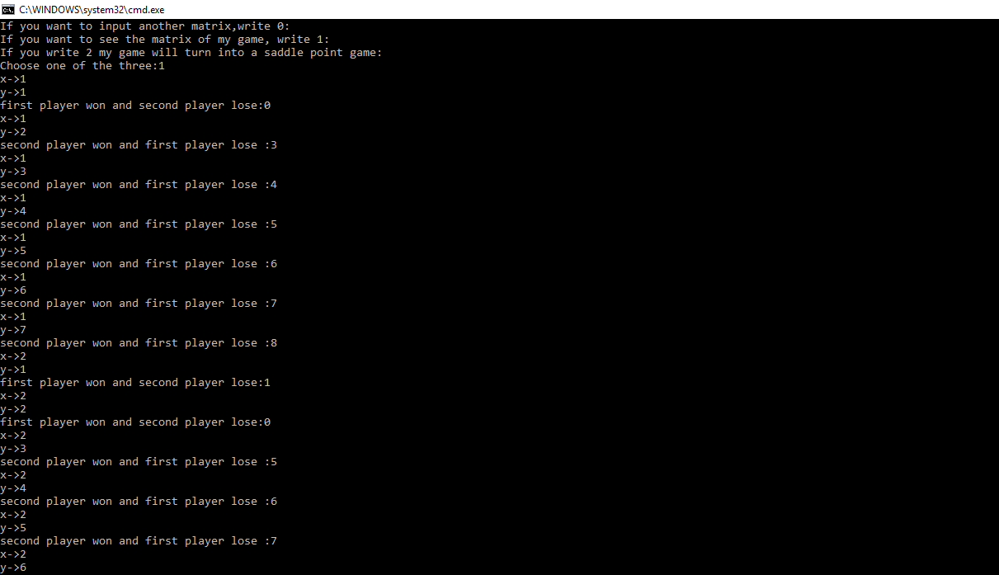 C:\WINDOWS\system32\cmd.exe
If you want to input another matrix,write 0:
If you want to see the matrix of my game, write 1:
If you write 2 my game will turn into a saddle point game:
Choose one of the three:1
x->1
y->1
first player won and second player lose:0
x->1
y->2
second player won and first player lose :3
x->1
y->3
second player won and first player lose :4
x->1
y->4
second player won and first player lose :5
x->1
y->5
second player won and first player lose :6
x->1
y->6
second player won and first player lose :7
x->1
y->7
second player won and first player lose :8
x->2
y->1
first player won and second player lose:1
x->2
y->2
first player won and second player lose:0
x->2
y->3
second player won and first player lose :5
x->2
y->4
second player won and first player lose :6
x->2
y->5
second player won and first player lose :7
x->2
y->6